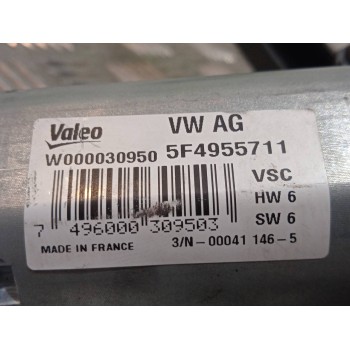 Valeo VW AG
W000030950 5F4955711
VSC
HW 6
SW 6
7 496000 309503
MADE IN FRANCE 3/N-00041 146-5